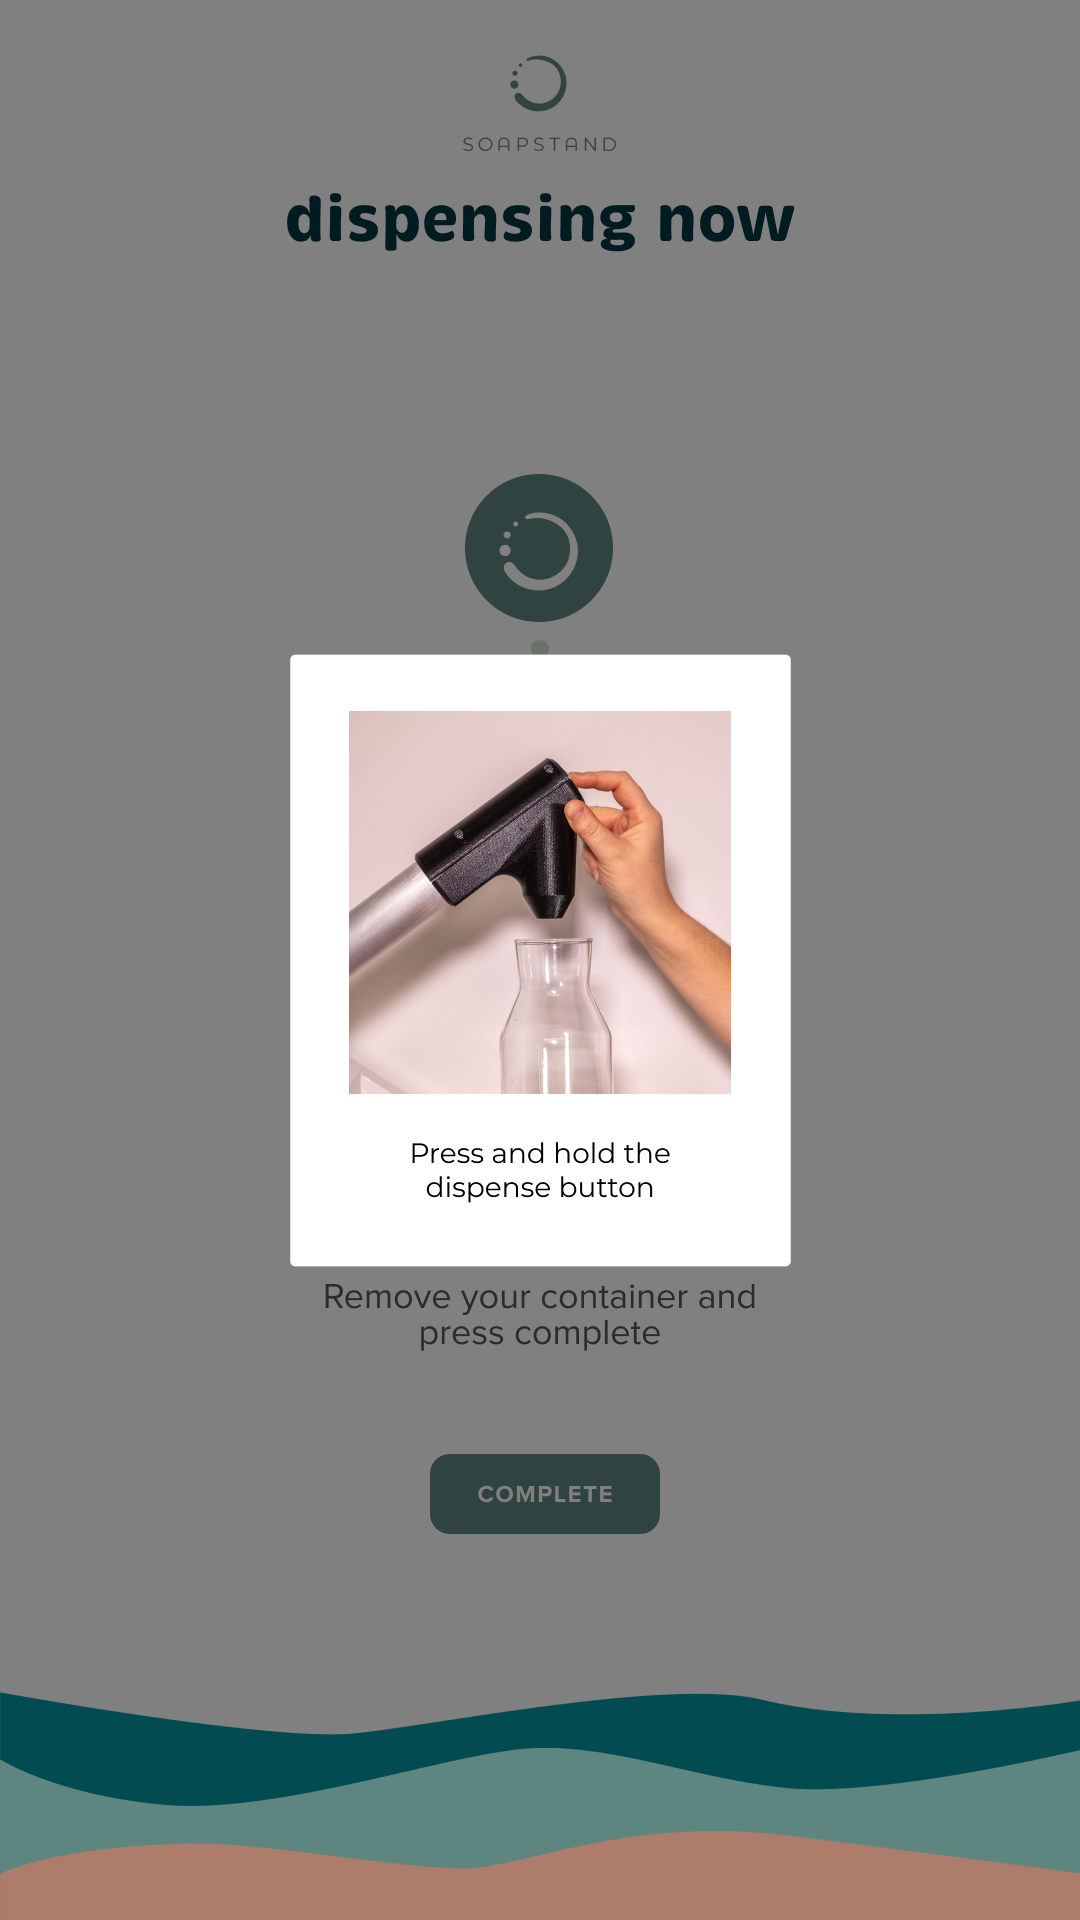 SOAPSTAND
dispensing now
Press and hold the
dispense button
Remove your container and
press complete
COMPLETE